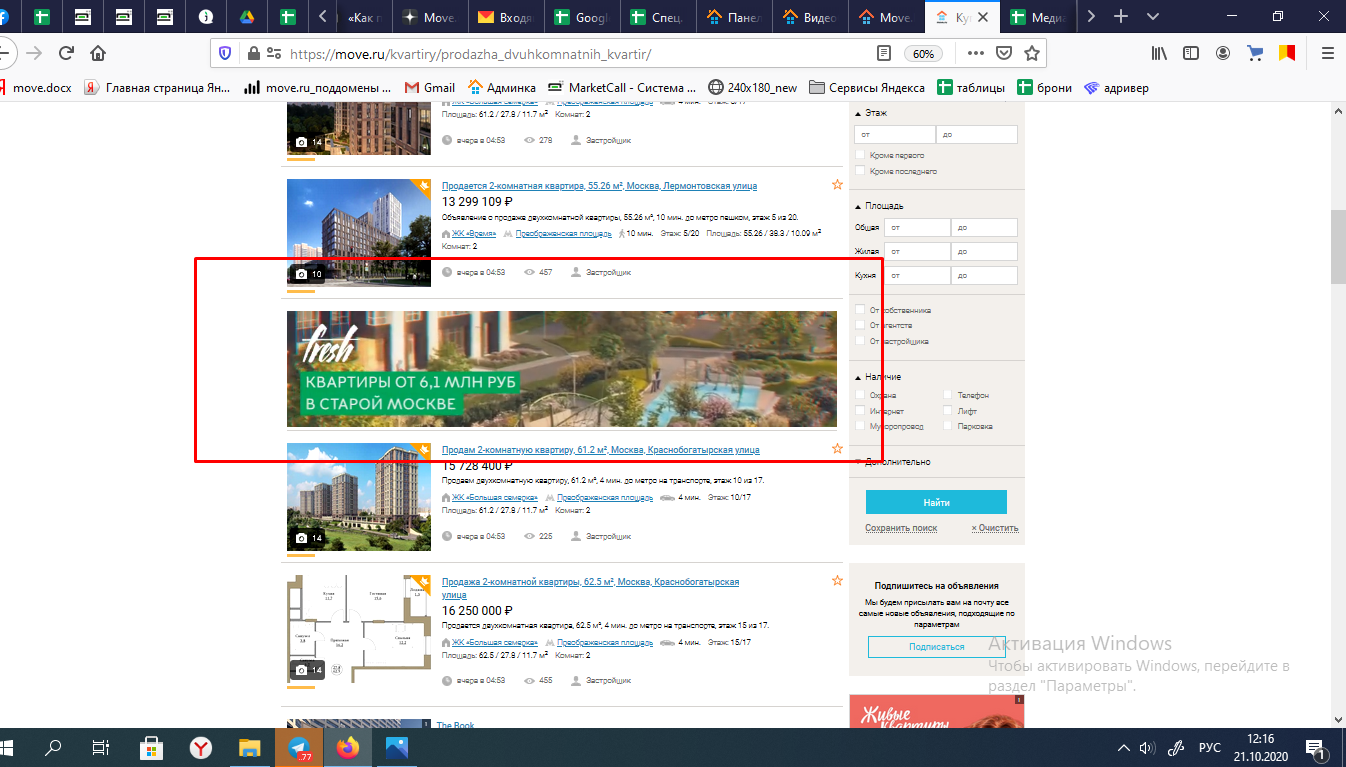 «Как п
Move.
Входя
Googl
Спец.
Панел
Видео
Move.
Ку
Медиа
https://move.ru/kvartiry/prodazha_dvuhkomnatnih_kvartir/
60%
move.docx
Главная страница Ян...
move.ru_поддомены ...
Gmail
Админка
MarketCall - Система ...
240x180_new
Сервисы Яндекса
таблицы
брони
адривер
Площадь: 61.2 / 27.8 / 11.7 м² Комнат: 2
14
вчера в 04:53 278 Застройщик
Продается 2-комнатная квартира, 55.26 м², Москва, Лермонтовская улица
13 299 109 ₽
Объявление о продаже двухкомнатной квартиры, 55.26 м², 10 мин. до метро пешком, этаж 5 из 20.
ЖК «Время» Преображенская площадь 10 мин. Этаж: 5/20 Площадь: 55.26 / 38.3 / 10.09 м²
Комнат: 2
10
вчера в 04:53 457 Застройщик
fresh
КВАРТИРЫ ОТ 6,1 МЛН РУБ
В СТАРОЙ МОСКВЕ
Продам 2-комнатную квартиру, 61.2 м², Москва, Краснобогатырская улица
15 728 400 ₽
Продаем двухкомнатную квартиру, 61.2 м², 4 мин. до метро на транспорте, этаж 10 из 17.
ЖК «Большая семерка» Преображенская площадь 4 мин. Этаж: 10/17
Площадь: 61.2 / 27.8 / 11.7 м² Комнат: 2
14
вчера в 04:53 225 Застройщик
Продажа 2-комнатной квартиры, 62.5 м², Москва, Краснобогатырская
улица
16 250 000 ₽
Продается двухкомнатная квартира, 62.5 м², 4 мин. до метро на транспорте, этаж 15 из 17.
ЖК «Большая семерка» Преображенская площадь 4 мин. Этаж: 15/17
Площадь: 62.5 / 27.8 / 11.7 м² Комнат: 2
14
вчера в 04:53 455 Застройщик
The Book
Этаж
от до
Кроме первого
Кроме последнего
Площадь
Общая от до
Жилая от до
Кухня от до
От собственника
От агентств
От застройщика
Наличие
Охрана Телефон
Интернет Лифт
Мусоропровод Парковка
Дополнительно
Найти
Сохранить поиск × Очистить
Подпишитесь на объявления
Мы будем присылать вам на почту все
самые новые объявления, подходящие по
параметрам
Подписаться
Живые
Квартиры
Активация Windows
Чтобы активировать Windows, перейдите в
раздел "Параметры".
77
РУС
12:16
21.10.2020
1